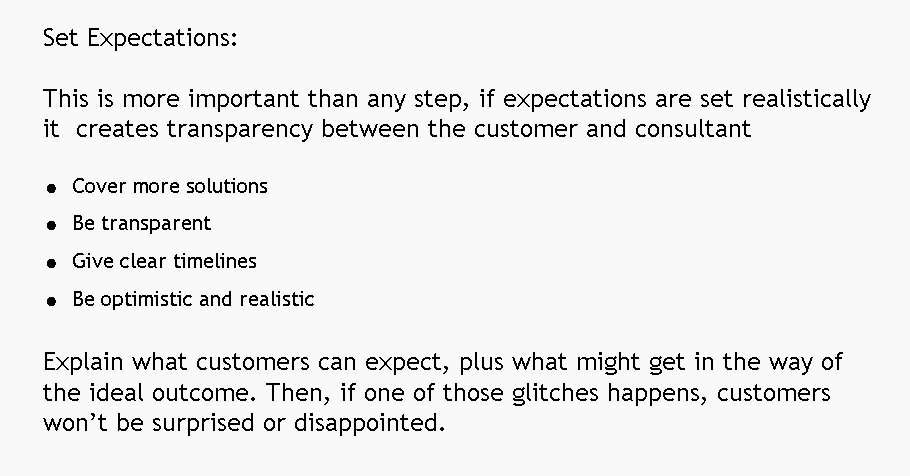 Set Expectations:
This is more important than any step, if expectations are set realistically
it  creates transparency between the customer and consultant
● Cover more solutions
● Be transparent
● Give clear timelines
● Be optimistic and realistic
Explain what customers can expect, plus what might get in the way of
the ideal outcome. Then, if one of those glitches happens, customers
won’t be surprised or disappointed.